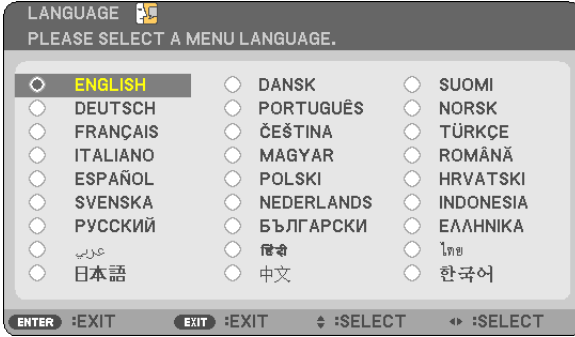 LANGUAGE
PLEASE SELECT A MENU LANGUAGE.
ENGLISH DANSK SUOMI
DEUTSCH PORTUGUÊS NORSK
FRANÇAIS ČEŠTINA TÜRKÇE
ITALIANO MAGYAR ROMÂNĂ
ESPAÑOL POLSKI HRVATSKI
SVENSKA NEDERLANDS INDONESIA
РУССКИЙ БЪЛГАРСКИ ΕΛΛΗΝΙΚΑ
عربي हिंदी ไทย
日本語 中文 한국어
ENTER :EXIT EXIT :EXIT :SELECT :SELECT